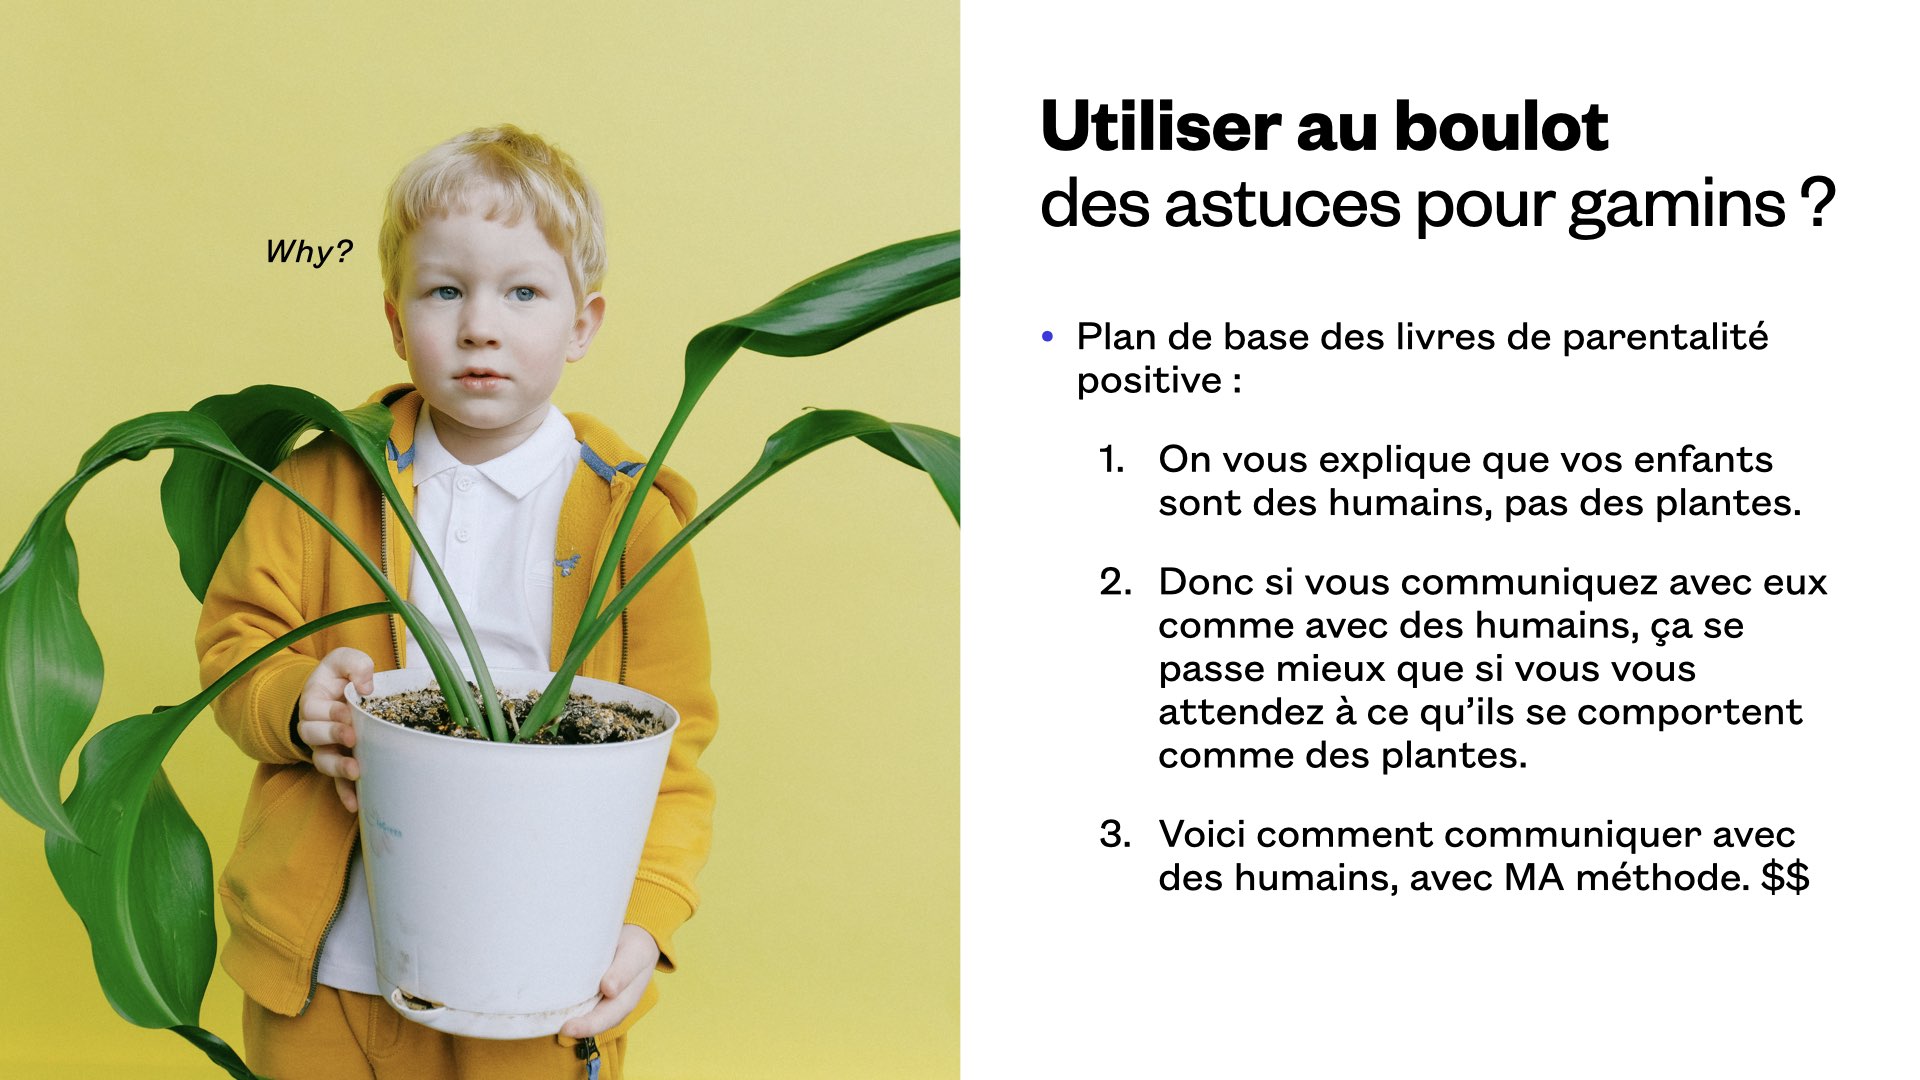 Why?
Utiliser au boulot
des astuces pour gamins ?
• Plan de base des livres de parentalité
positive :
1. On vous explique que vos enfants
sont des humains, pas des plantes.
2. Donc si vous communiquez avec eux
comme avec des humains, ça se
passe mieux que si vous vous
attendez à ce qu’ils se comportent
comme des plantes.
3. Voici comment communiquer avec
des humains, avec MA méthode. $$